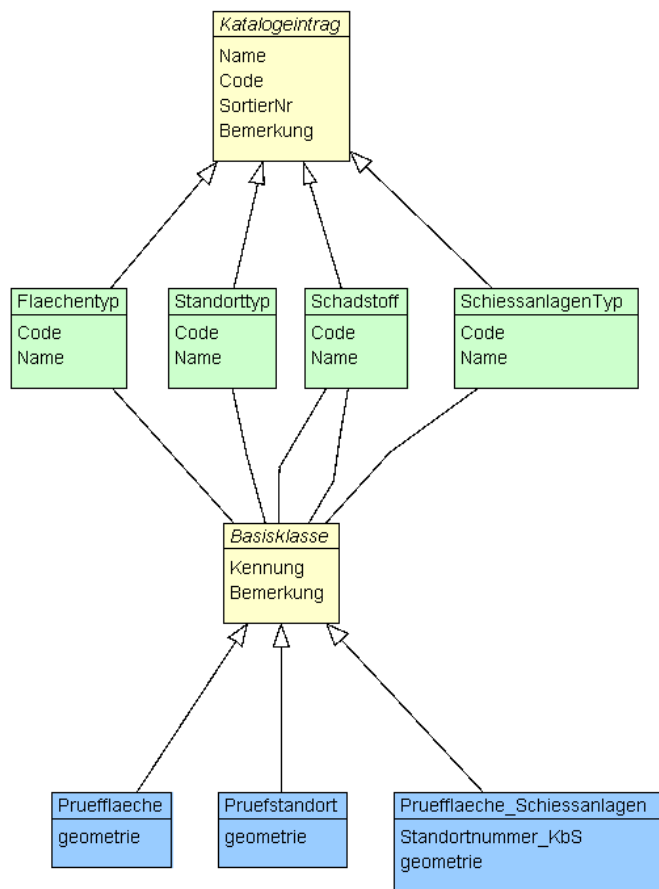 Katalogeintrag
Name
Code
SortierNr
Bemerkung
Flaechentyp
Code
Name
Standorttyp
Code
Name
Schadstoff
Code
Name
SchiessanlagenTyp
Code
Name
Basisklasse
Kennung
Bemerkung
Pruefflaeche
geometrie
Pruefstandort
geometrie
Pruefflaeche_Schiessanlagen
Standortnummer_KbS
geometrie